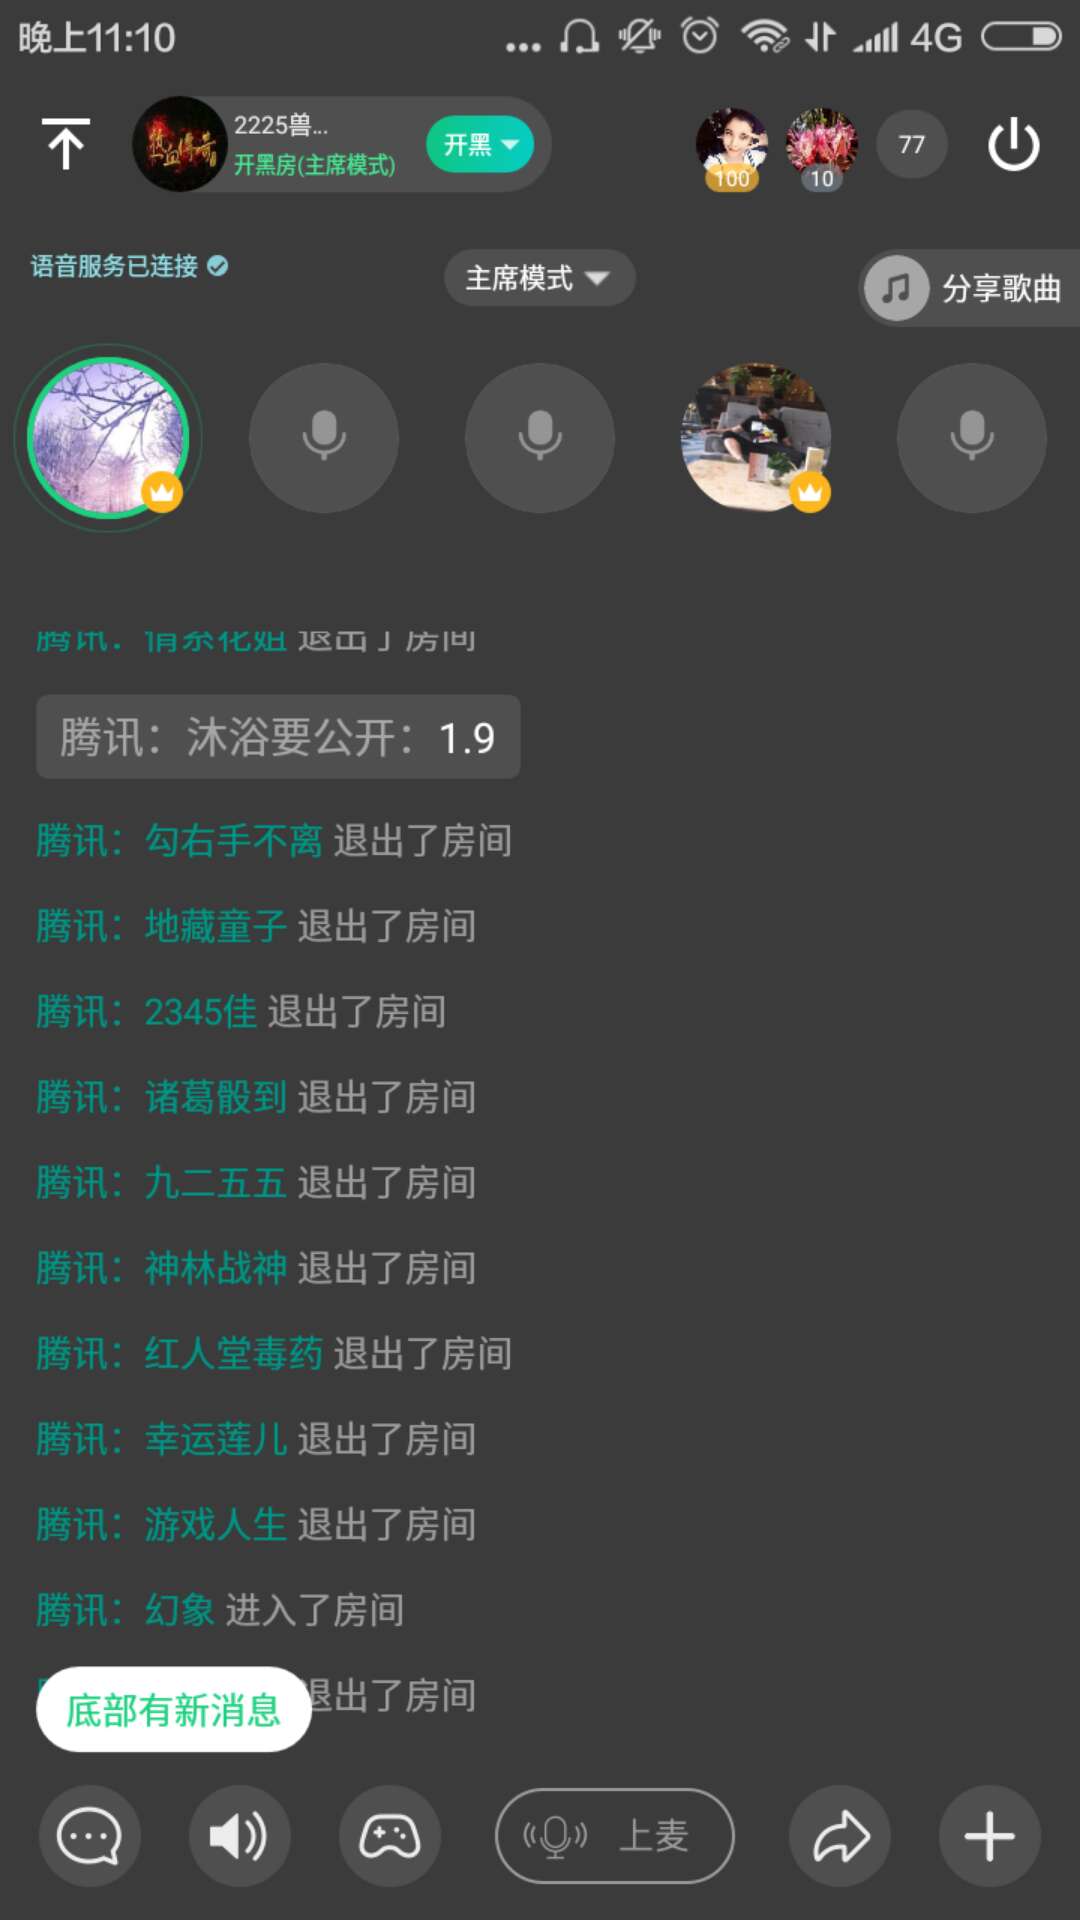 晚上11:10
4G
2225兽...
开黑房(主席模式)
开黑
100
10
77
语音服务已连接
主席模式
分享歌曲
腾讯：情系花姐 退出了房间
腾讯：沐浴要公开：1.9
腾讯：勾右手不离 退出了房间
腾讯：地藏童子 退出了房间
腾讯：2345佳 退出了房间
腾讯：诸葛骰到 退出了房间
腾讯：九二五五 退出了房间
腾讯：神林战神 退出了房间
腾讯：红人堂毒药 退出了房间
腾讯：幸运莲儿 退出了房间
腾讯：游戏人生 退出了房间
腾讯：幻象 进入了房间
退出了房间
底部有新消息
上麦